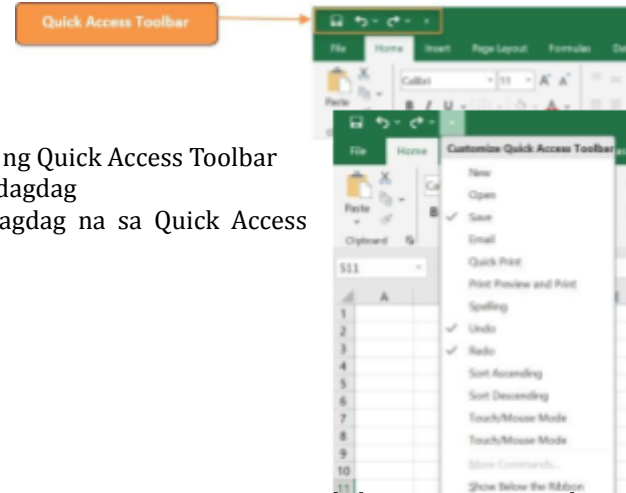 Quick Access Toolbar
File Home Insert Page Layout Formulas
Calibri 11 A A
Paste
B I U A
ng Quick Access Toolbar
dagdag
agdag na sa Quick Access
File Home
Customize Quick Access Toolbar
New
Open
Save
Email
Quick Print
Print Preview and Print
Spelling
Undo
Redo
Sort Ascending
Sort Descending
Touch/Mouse Mode
Touch/Mouse Mode
More Commands...
Show Below the Ribbon
Paste
B
Clipboard
S11
A
1
2
3
4
5
6
7
8
9
10
11